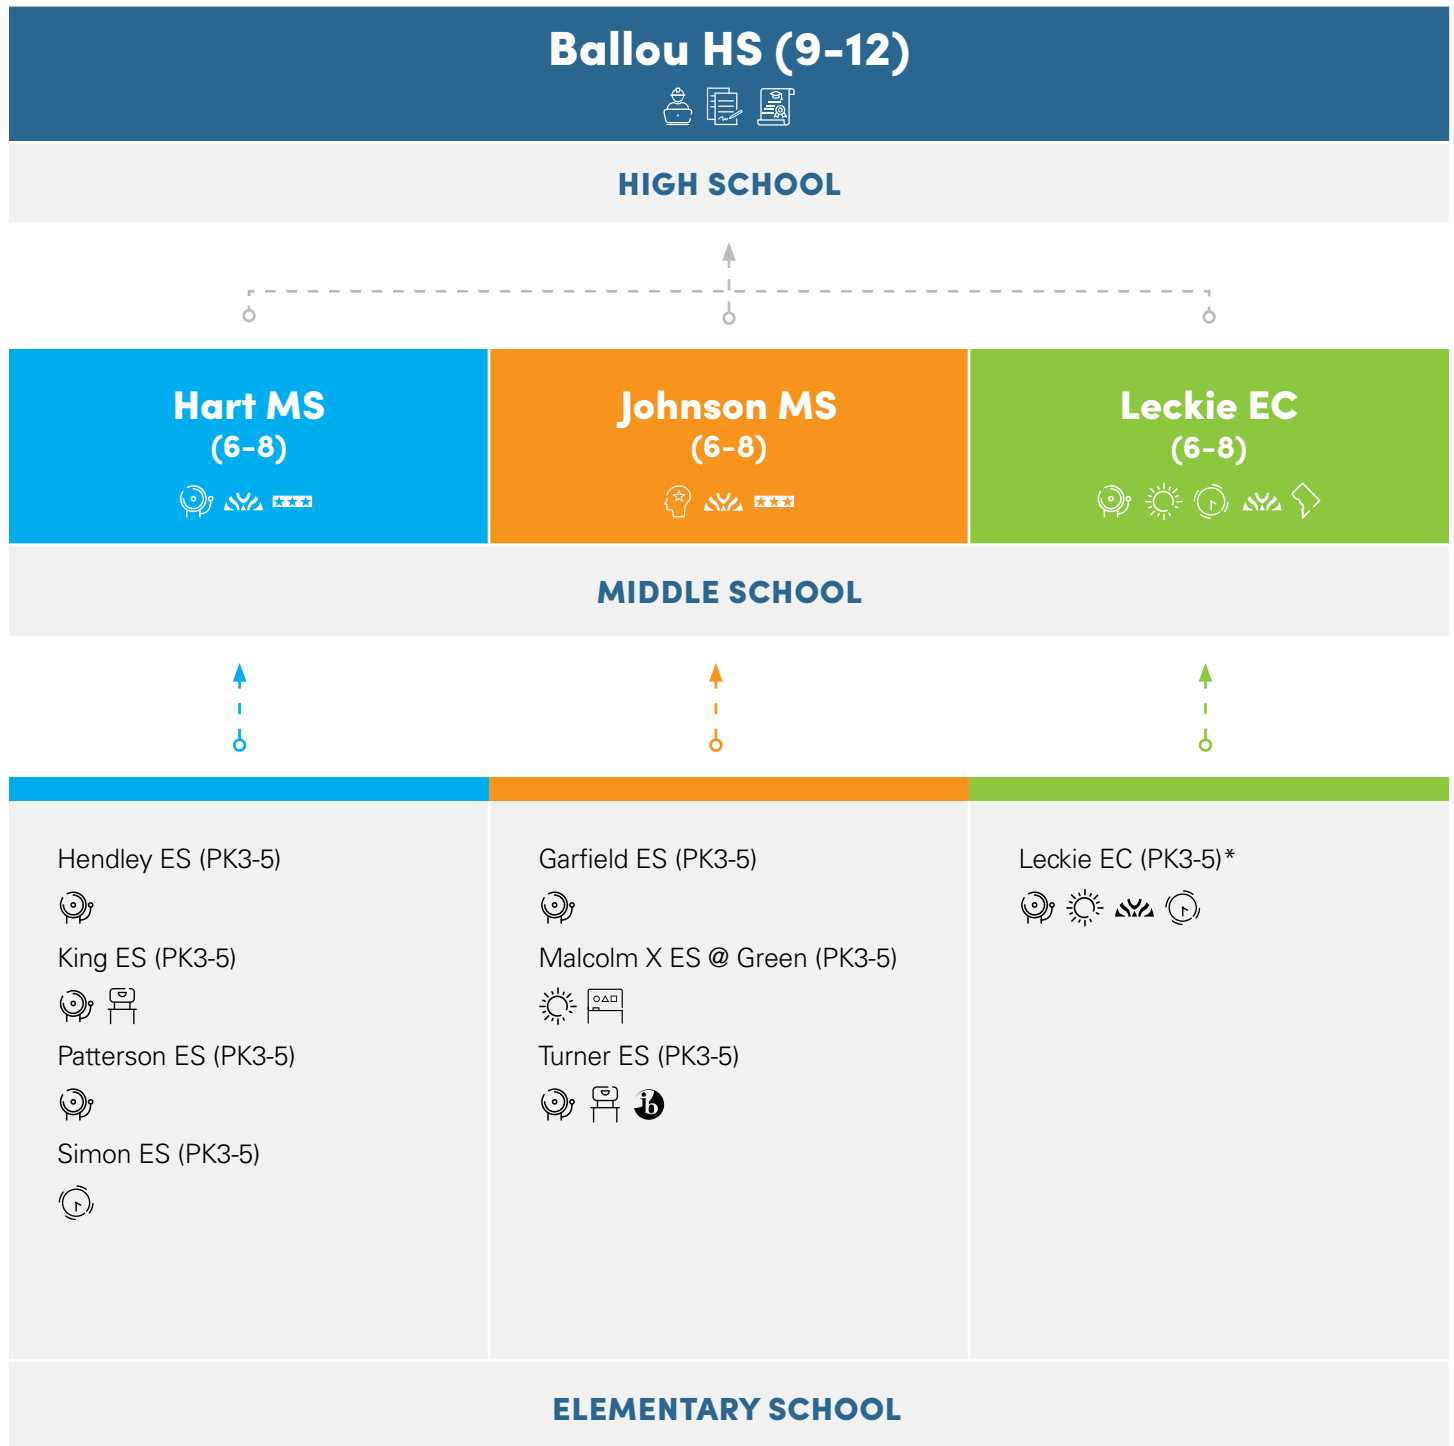 Ballou HS (9-12)
HIGH SCHOOL
Hart MS
(6-8)
Johnson MS
(6-8)
Leckie EC
(6-8)
MIDDLE SCHOOL
Hendley ES (PK3-5)
King ES (PK3-5)
Patterson ES (PK3-5)
Simon ES (PK3-5)
Garfield ES (PK3-5)
Malcolm X ES @ Green (PK3-5)
Turner ES (PK3-5)
ib
Leckie EC (PK3-5)*
ELEMENTARY SCHOOL